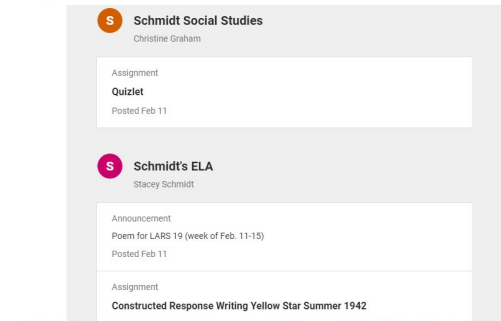 S Schmidt Social Studies
Christine Graham
Assignment
Quizlet
Posted Feb 11
S Schmidt's ELA
Stacey Schmidt
Announcement
Poem for LARS 19 (week of Feb. 11-15)
Posted Feb 11
Assignment
Constructed Response Writing Yellow Star Summer 1942